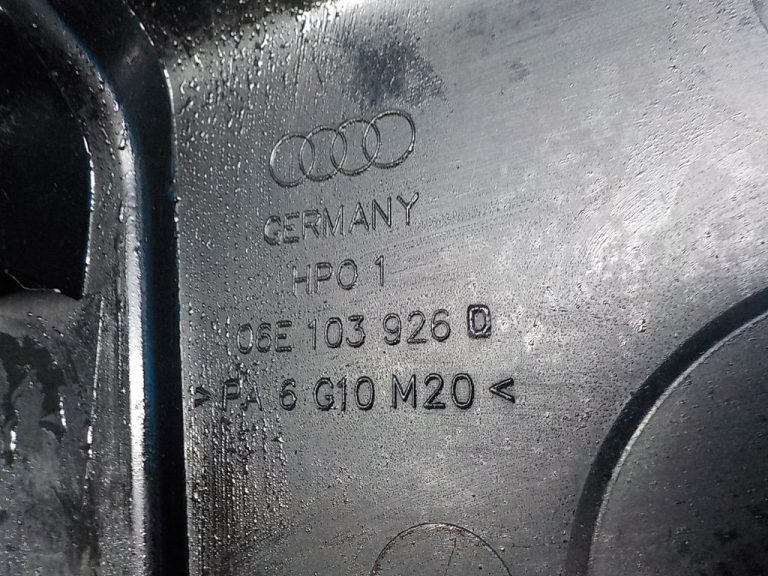 GERMANY
HPO 1
06E 103 926 D
>PA 6 G10 M20<